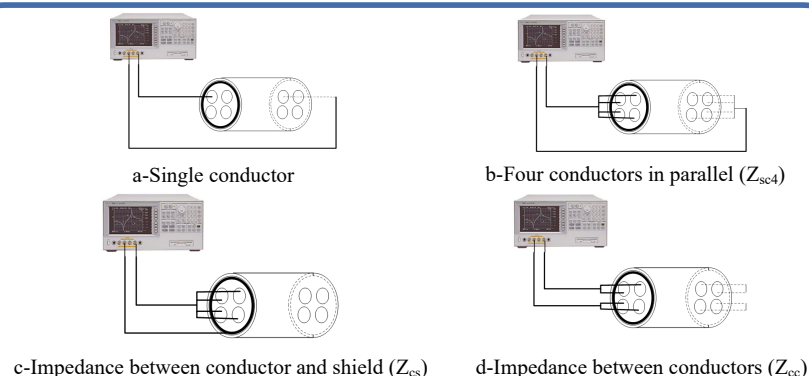 a-Single conductor
b-Four conductors in parallel (Zsc4)
c-Impedance between conductor and shield (Zcs)
d-Impedance between conductors (Zcc)